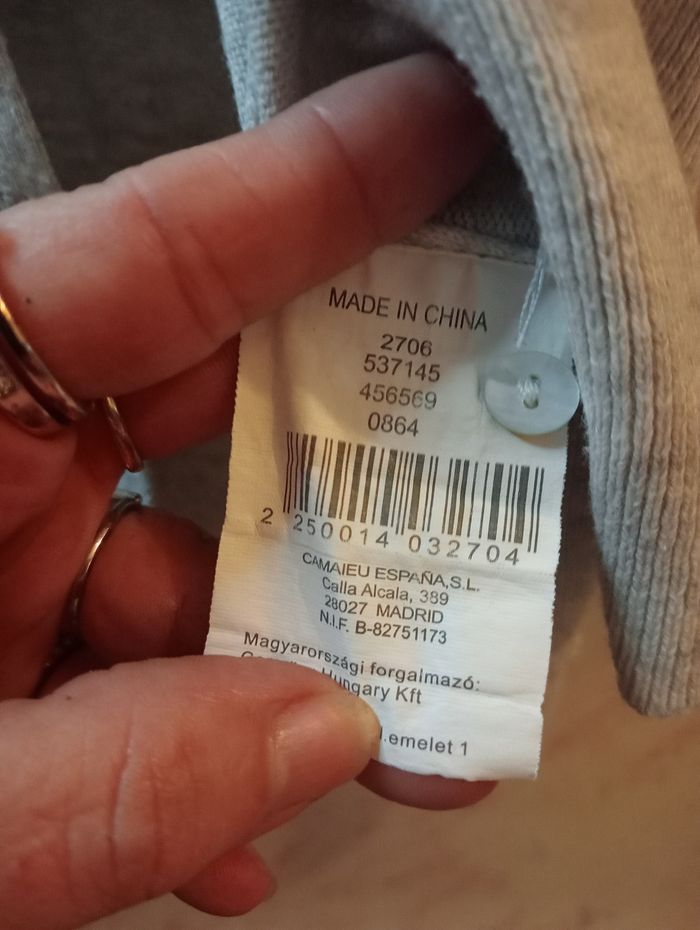 MADE IN CHINA
2706
537145
456569
0864
2 250014 032704
CAMAIEU ESPAÑA,S.L.
Calla Alcala, 389
28027 MADRID
N.I.F. B-82751173
Magyarországi forgalmazó:
Hungary Kft
.emelet 1